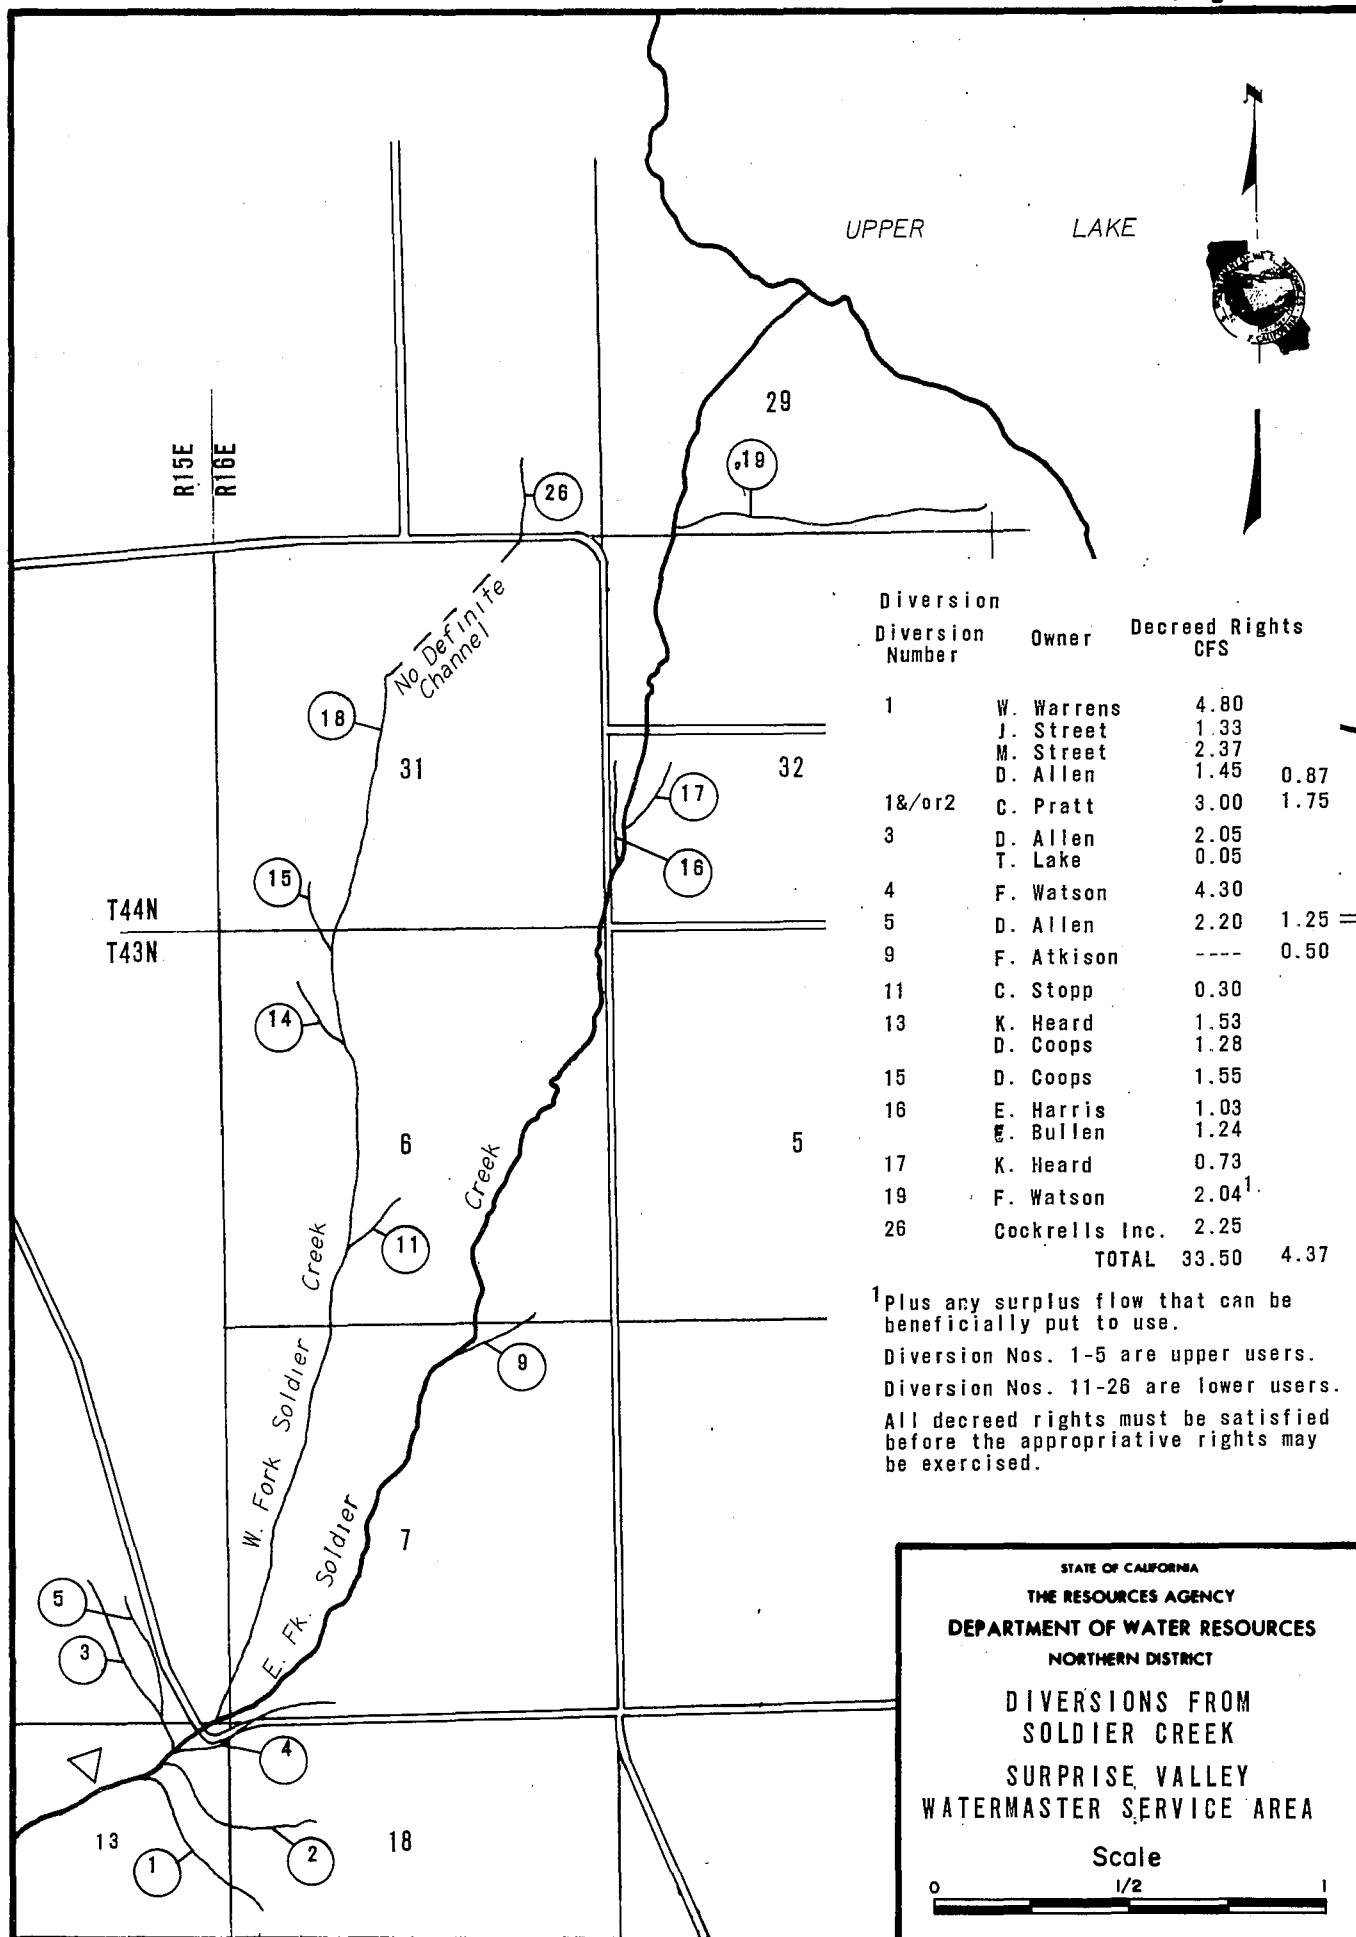 UPPER LAKE
29
19
R15E
R16E
26
No Definite
Channel
18
31
32
17
16
15
T44N
T43N
14
6
5
Creek
11
Creek
9
W. Fork Soldier
7
E. Fk. Soldier
5
3
4
13
18
1
2
Diversion
Diversion Owner Decreed Rights
Number CFS
1 W. Warrens 4.80
J. Street 1.33
M. Street 2.37
D. Allen 1.45 0.87
1&/or2 C. Pratt 3.00 1.75
3 D. Allen 2.05
T. Lake 0.05
4 F. Watson 4.30
5 D. Allen 2.20 1.25
9 F. Atkison ---- 0.50
11 C. Stopp 0.30
13 K. Heard 1.53
D. Coops 1.28
15 D. Coops 1.55
16 E. Harris 1.03
E. Bullen 1.24
17 K. Heard 0.73
19 F. Watson 2.04¹
26 Cockrells Inc. 2.25
TOTAL 33.50 4.37
¹Plus any surplus flow that can be
beneficially put to use.
Diversion Nos. 1-5 are upper users.
Diversion Nos. 11-26 are lower users.
All decreed rights must be satisfied
before the appropriative rights may
be exercised.
STATE OF CALIFORNIA
THE RESOURCES AGENCY
DEPARTMENT OF WATER RESOURCES
NORTHERN DISTRICT
DIVERSIONS FROM
SOLDIER CREEK
SURPRISE VALLEY
WATERMASTER SERVICE AREA
Scale
0 1/2 1